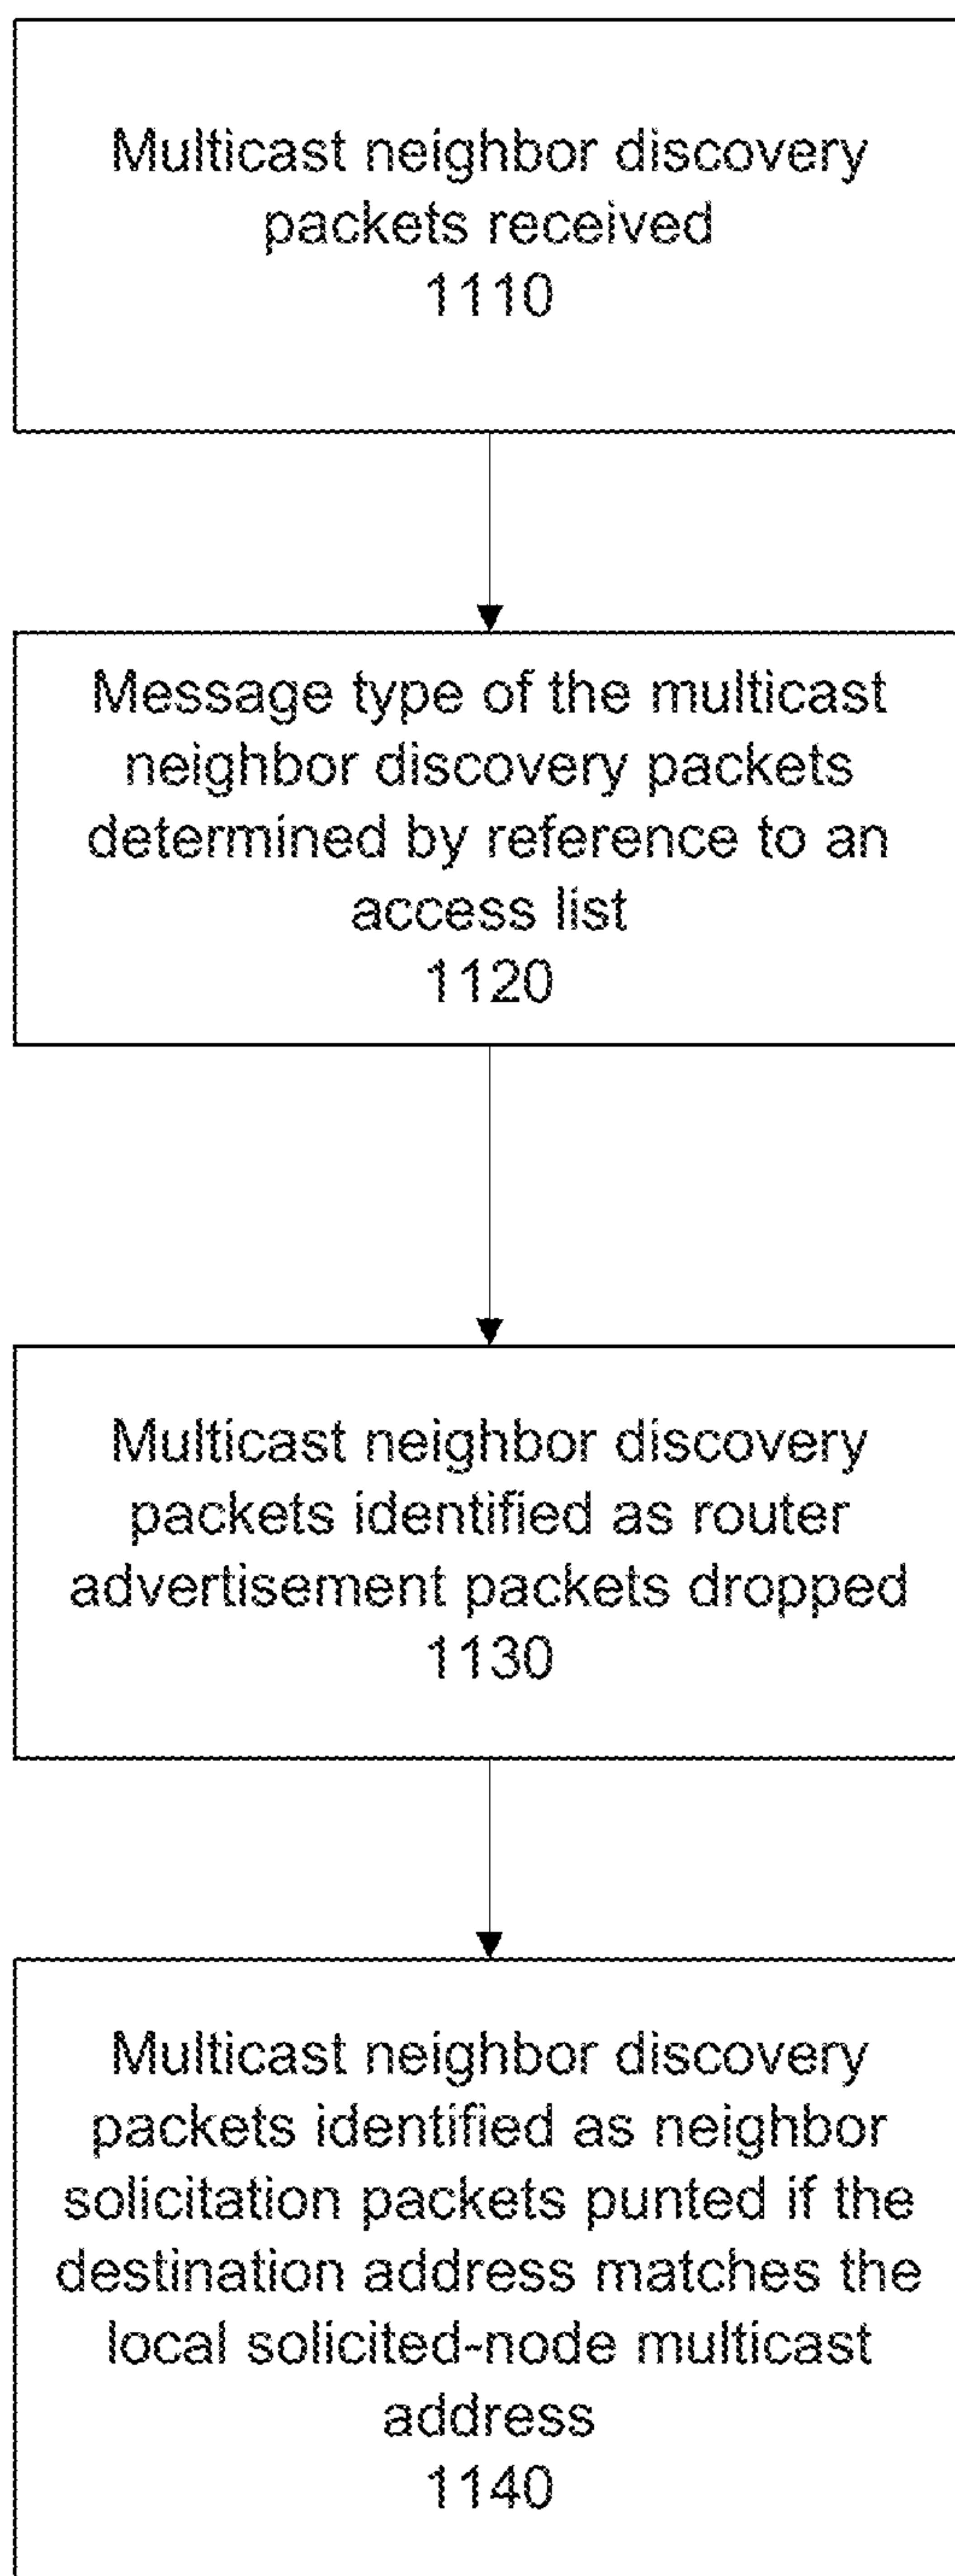 Multicast neighbor discovery
packets received
1110
Message type of the multicast
neighbor discovery packets
determined by reference to an
access list
1120
Multicast neighbor discovery
packets identified as router
advertisement packets dropped
1130
Multicast neighbor discovery
packets identified as neighbor
solicitation packets punted if the
destination address matches the
local solicited-node multicast
address
1140